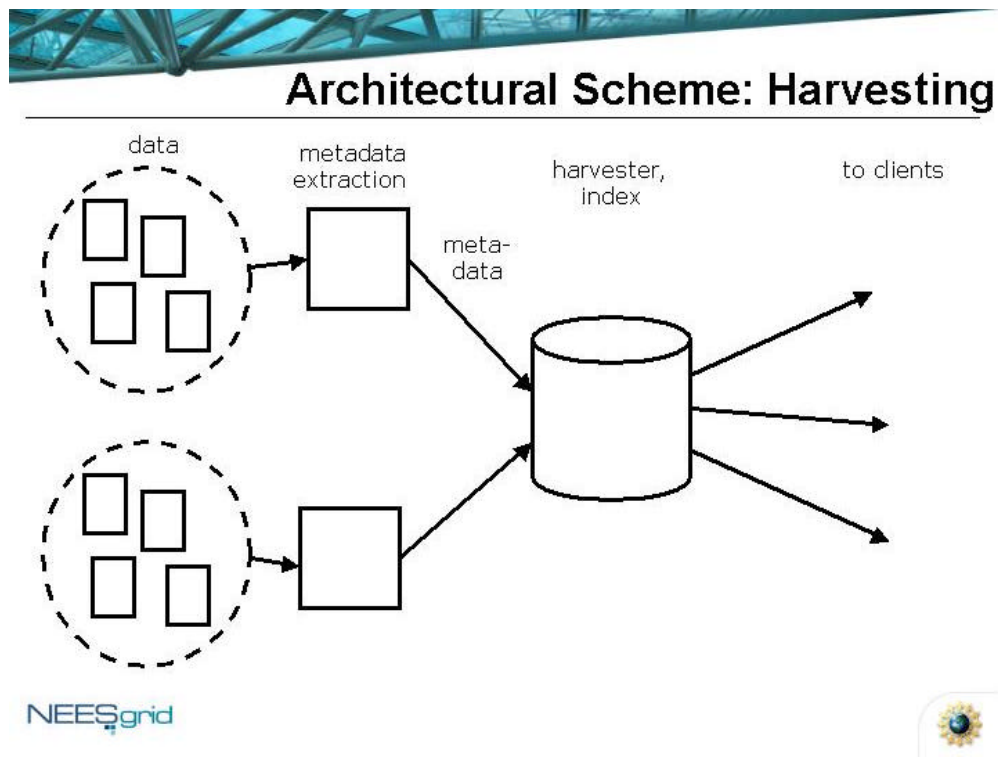 Architectural Scheme: Harvesting
data
metadata
extraction
meta-
data
harvester,
index
to clients
NEESgrid